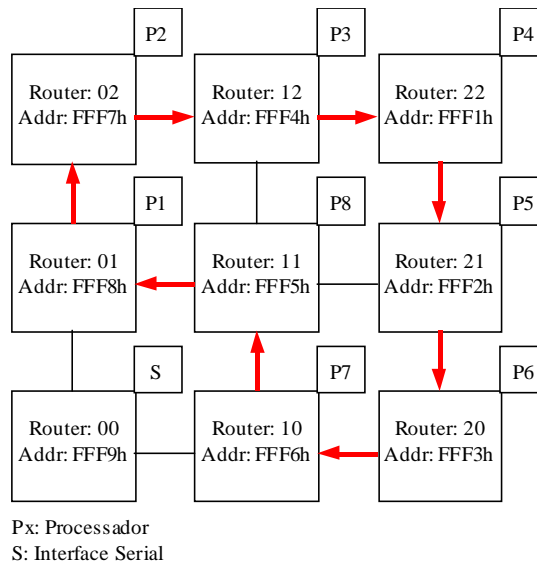 P2
P3
P4
Router: 02
Addr: FFF7h
Router: 12
Addr: FFF4h
Router: 22
Addr: FFF1h
P1
P8
P5
Router: 01
Addr: FFF8h
Router: 11
Addr: FFF5h
Router: 21
Addr: FFF2h
S
P7
P6
Router: 00
Addr: FFF9h
Router: 10
Addr: FFF6h
Router: 20
Addr: FFF3h
Px: Processador
S: Interface Serial